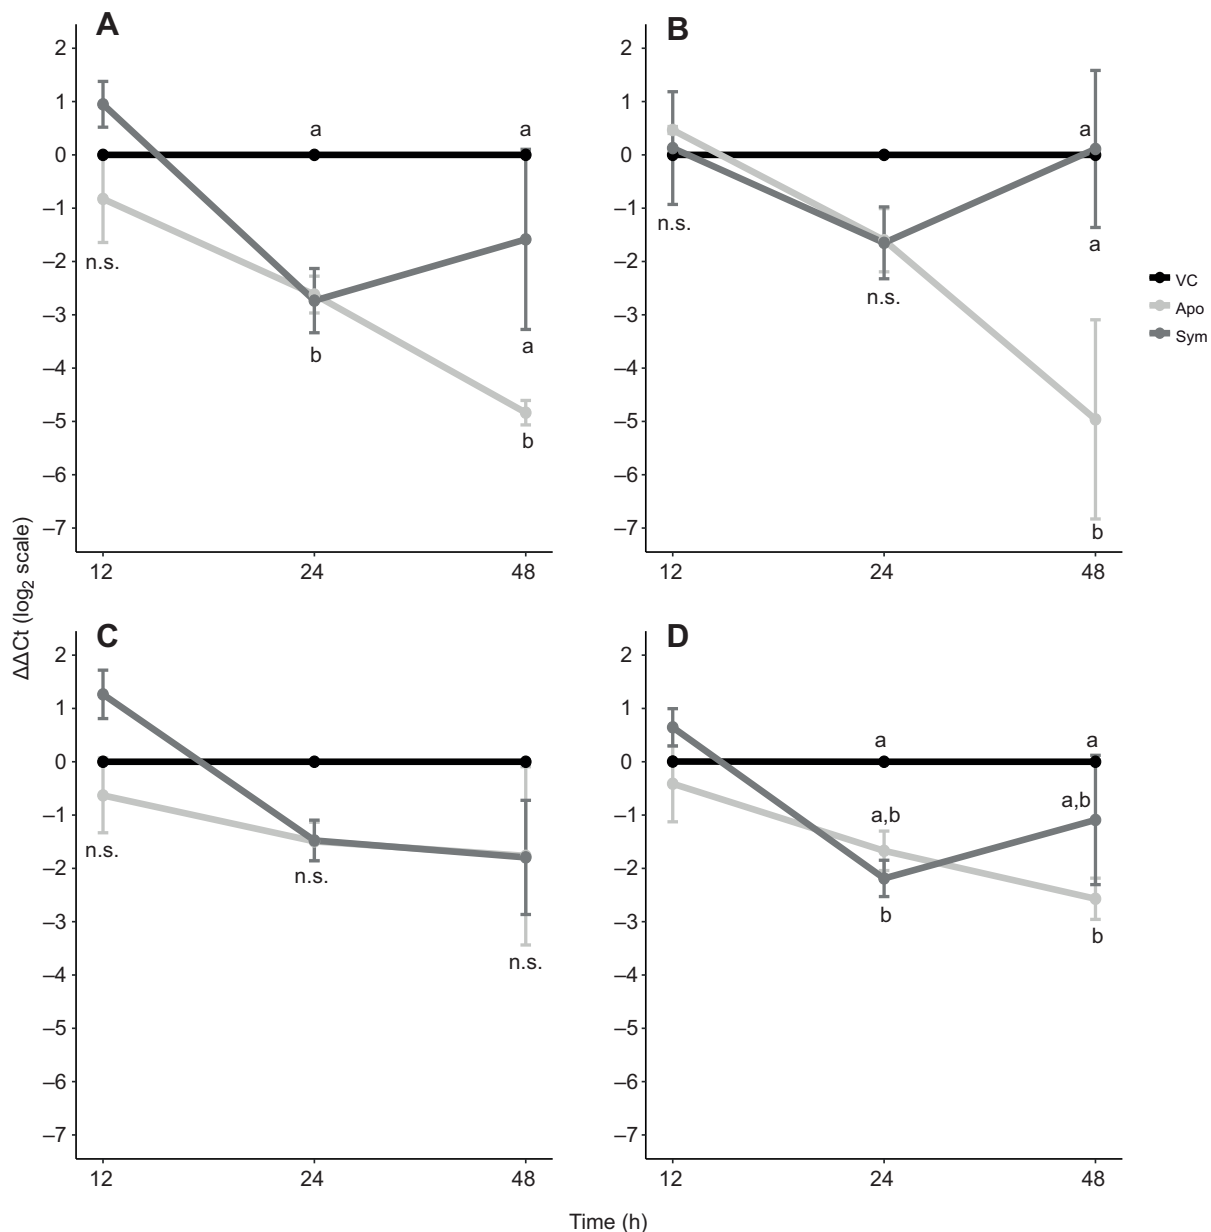 A
2
1
0
–1
–2
–3
–4
–5
–6
–7
a
a
n.s.
b
a
b
12
24
48
B
2
1
0
–1
–2
–3
–4
–5
–6
–7
a
n.s.
a
n.s.
b
12
24
48
VC
Apo
Sym
ΔΔCt (log2 scale)
C
2
1
0
–1
–2
–3
–4
–5
–6
–7
n.s.
n.s.
n.s.
12
24
48
D
2
1
0
–1
–2
–3
–4
–5
–6
–7
a
a
a,b
a,b
b
b
12
24
48
Time (h)